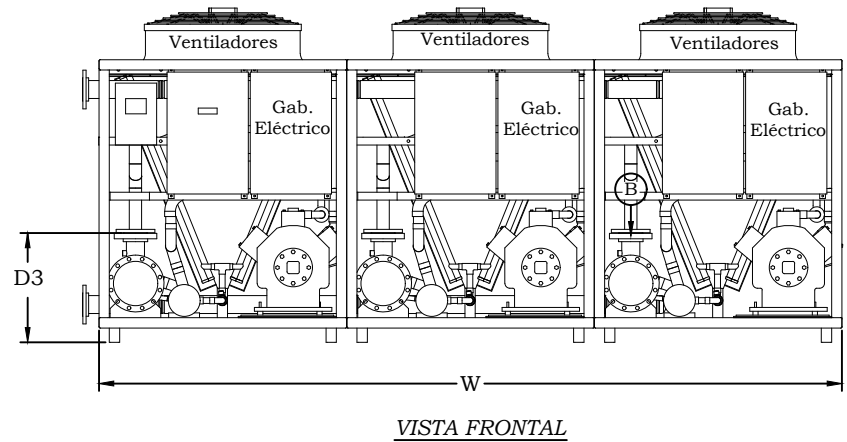 Ventiladores
Ventiladores
Ventiladores
Gab.
Eléctrico
Gab.
Eléctrico
Gab.
Eléctrico
B
D3
W
VISTA FRONTAL